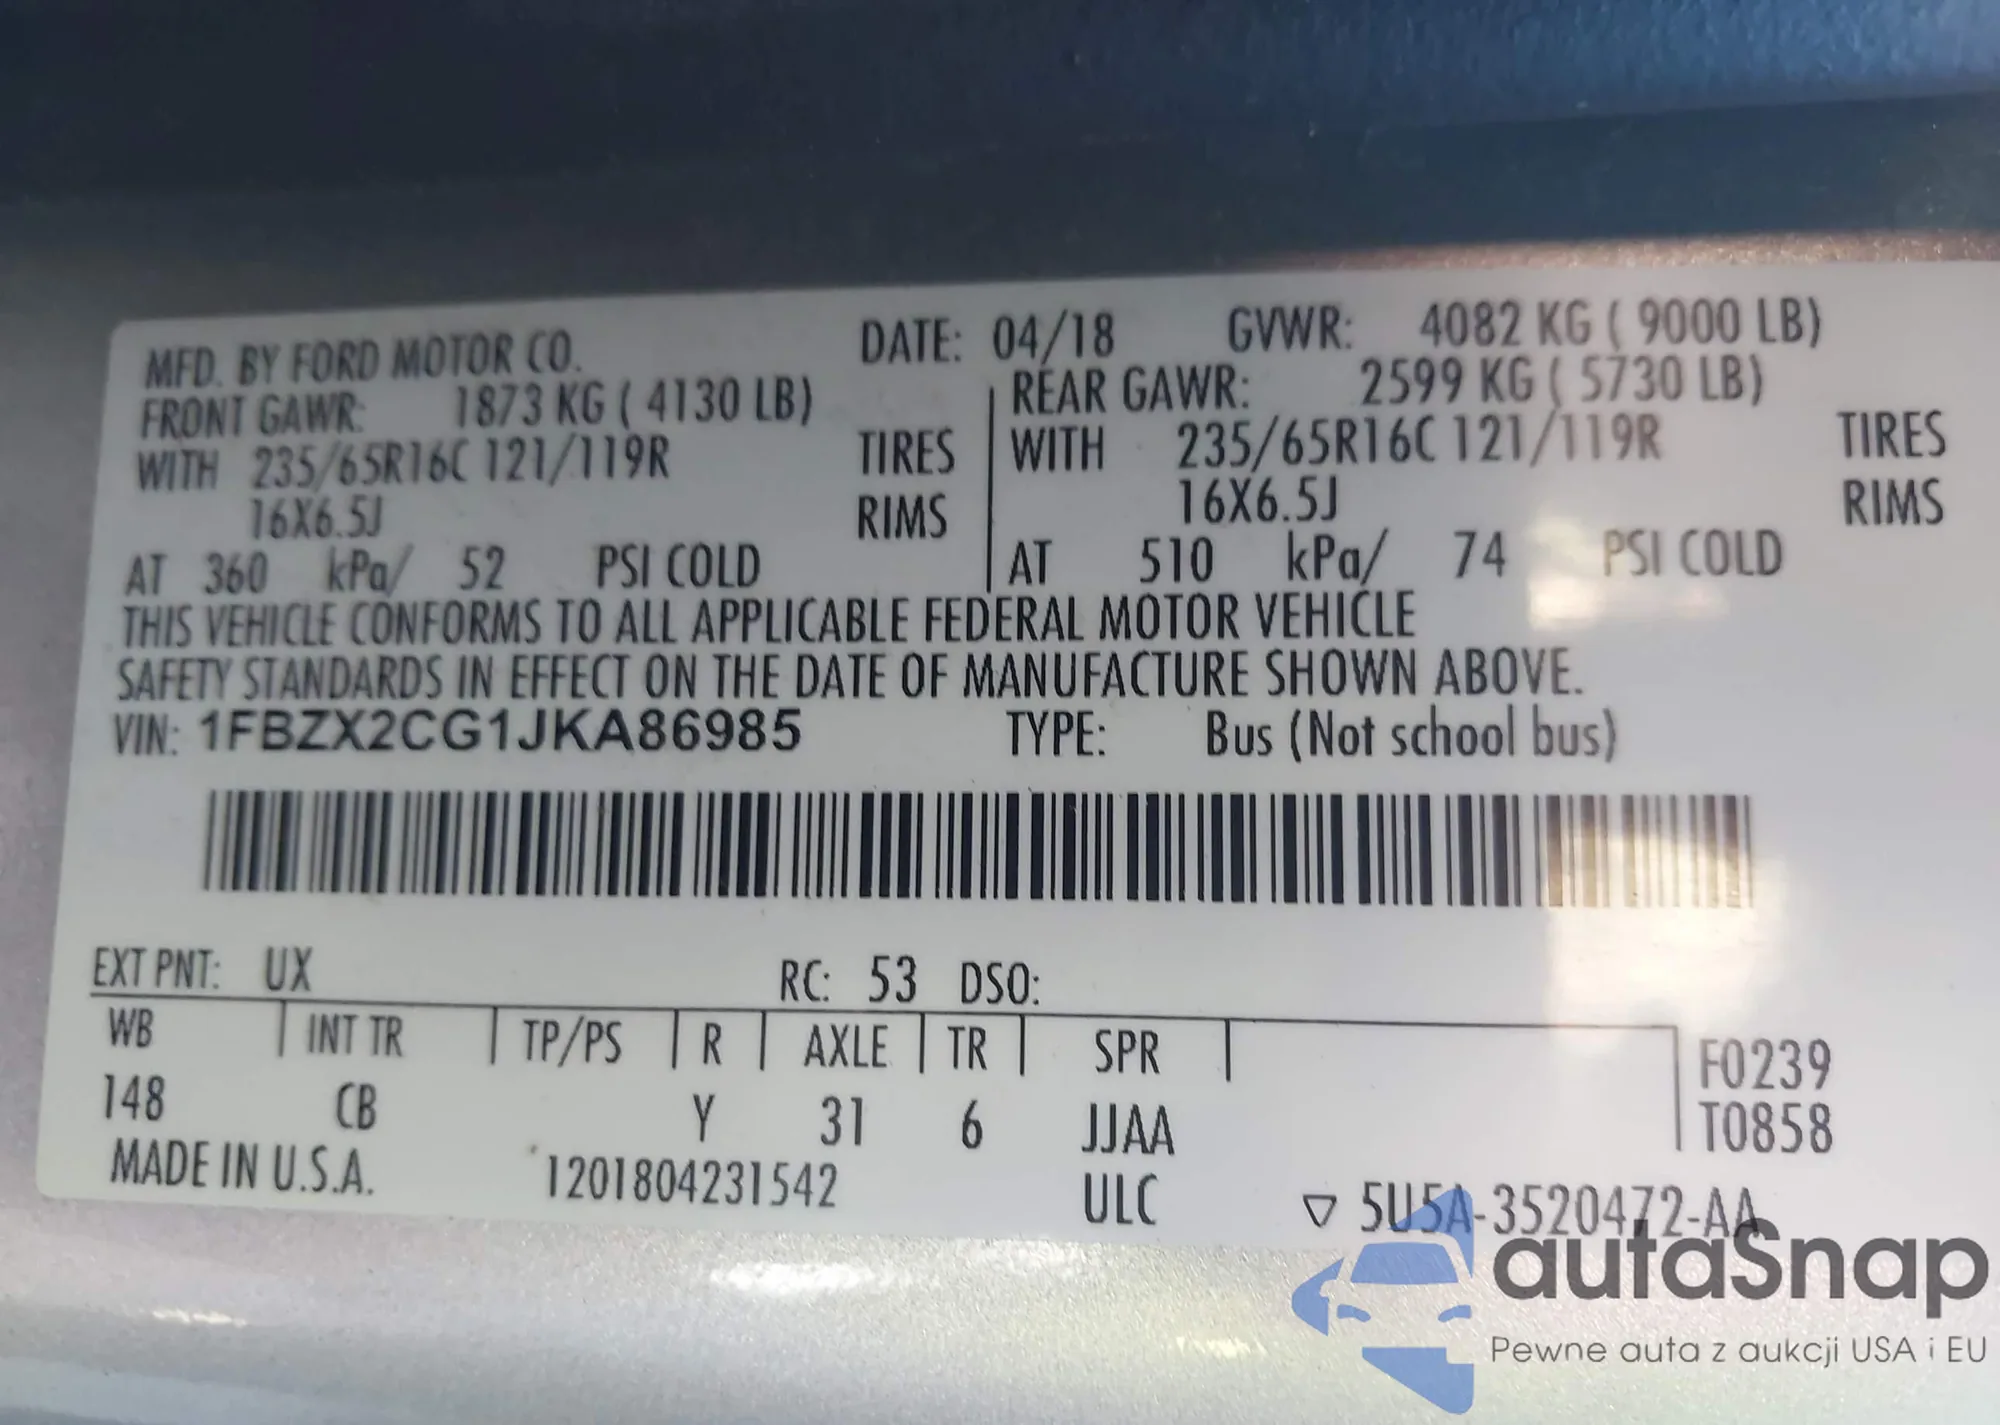 MFD. BY FORD MOTOR CO. DATE: 04/18 GVWR: 4082 KG ( 9000 LB)
FRONT GAWR: 1873 KG ( 4130 LB) REAR GAWR: 2599 KG ( 5730 LB)
WITH 235/65R16C 121/119R TIRES WITH 235/65R16C 121/119R TIRES
16X6.5J RIMS 16X6.5J RIMS
AT 360 kPa/ 52 PSI COLD AT 510 kPa/ 74 PSI COLD
THIS VEHICLE CONFORMS TO ALL APPLICABLE FEDERAL MOTOR VEHICLE
SAFETY STANDARDS IN EFFECT ON THE DATE OF MANUFACTURE SHOWN ABOVE.
VIN: 1FBZX2CG1JKA86985 TYPE: Bus (Not school bus)
EXT PNT: UX RC: 53 DSO:
WB INT TR TP/PS R AXLE TR SPR F0239
148 CB Y 31 6 JJAA T0858
MADE IN U.S.A. 1201804231542 ULC ▽ 5U5A-3520472-AA
autaSnap
Pewne auta z aukcji USA i EU